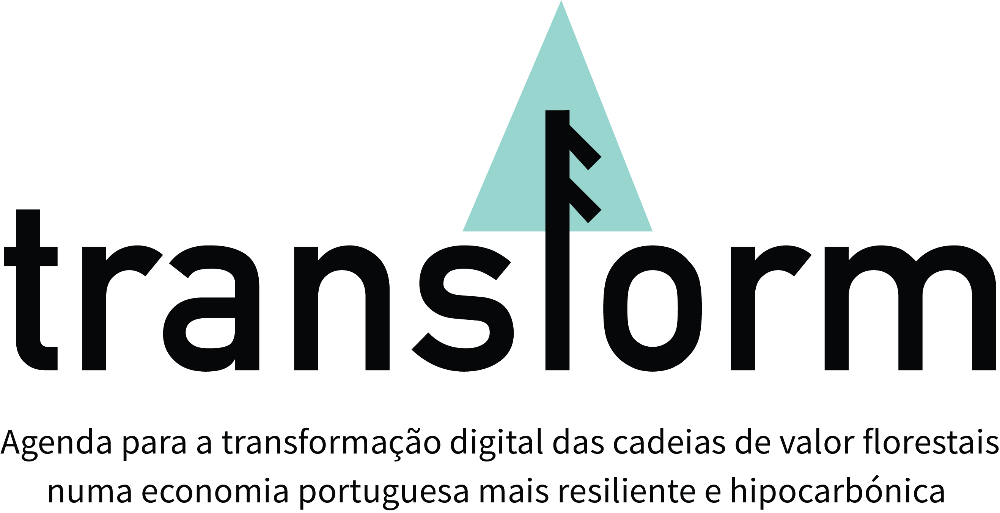 transform
Agenda para a transformação digital das cadeias de valor florestais
numa economia portuguesa mais resiliente e hipocarbónica